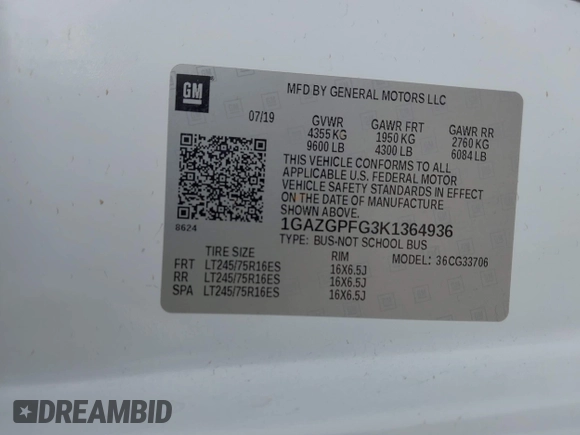 GM
MFD BY GENERAL MOTORS LLC
07/19
GVWR GAWR FRT GAWR RR
4355 KG 1950 KG 2760 KG
9600 LB 4300 LB 6084 LB
THIS VEHICLE CONFORMS TO ALL
APPLICABLE U.S. FEDERAL MOTOR
VEHICLE SAFETY STANDARDS IN EFFECT
ON THE DATE OF MANUFACTURE
SHOWN ABOVE.
8624
1GAZGPFG3K1364936
TYPE: BUS-NOT SCHOOL BUS
TIRE SIZE RIM MODEL: 36CG33706
FRT LT245/75R16ES 16X6.5J
RR LT245/75R16ES 16X6.5J
SPA LT245/75R16ES 16X6.5J
DREAMBID